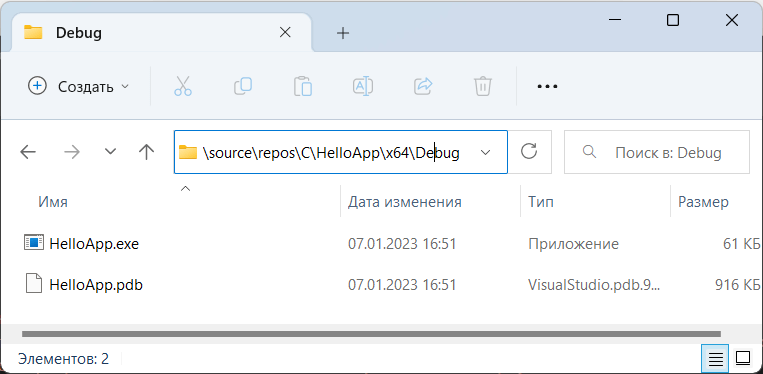 Debug
Создать
\source\repos\C\HelloApp\x64\Debug
Поиск в: Debug
Имя Дата изменения Тип Размер
HelloApp.exe 07.01.2023 16:51 Приложение 61 КБ
HelloApp.pdb 07.01.2023 16:51 VisualStudio.pdb.9... 916 КБ
Элементов: 2